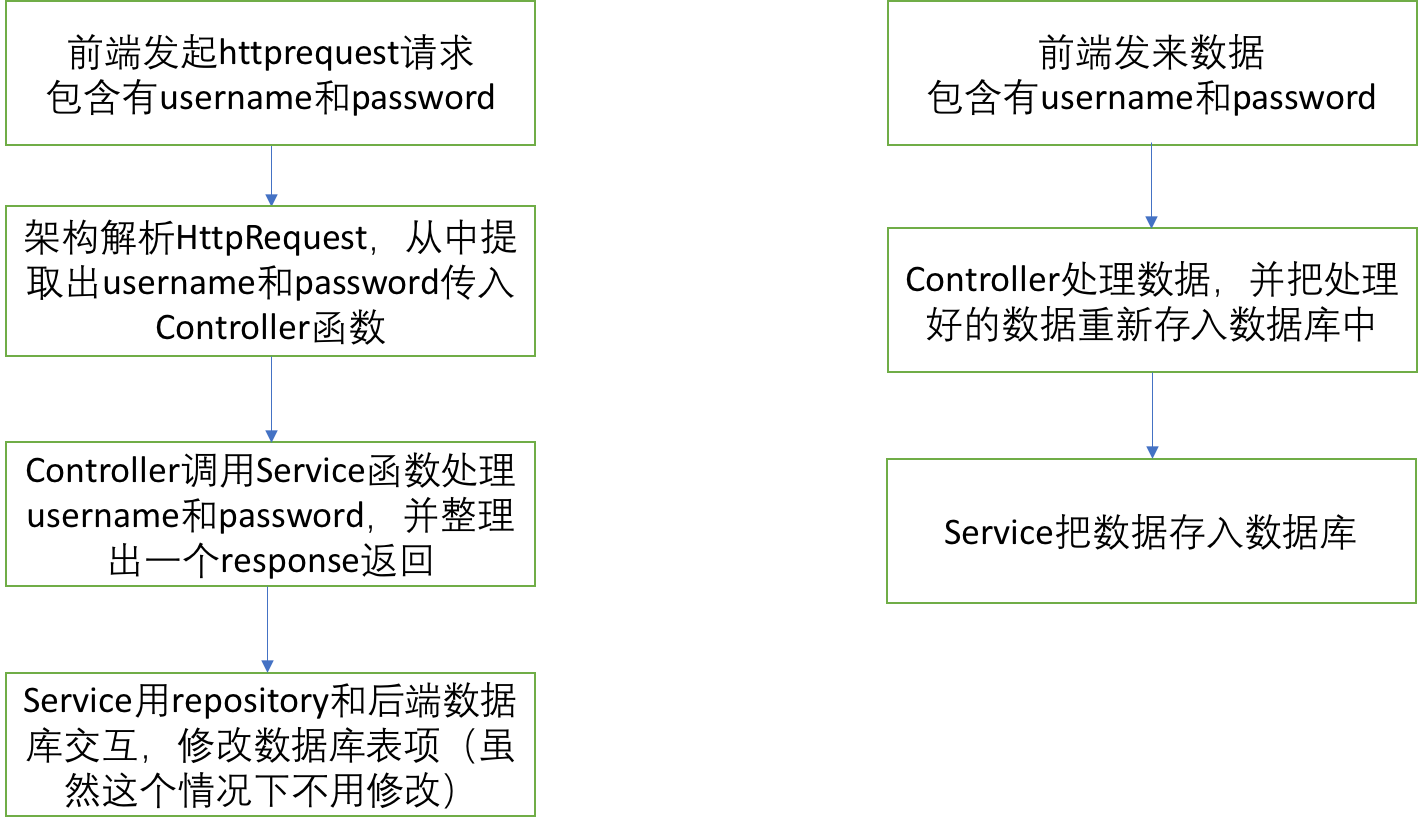 前端发起httprequest请求
包含有username和password
架构解析HttpRequest，从中提
取出username和password传入
Controller函数
Controller调用Service函数处理
username和password，并整理
出一个response返回
Service用repository和后端数据
库交互，修改数据库表项（虽
然这个情况下不用修改）
前端发来数据
包含有username和password
Controller处理数据，并把处理
好的数据重新存入数据库中
Service把数据存入数据库